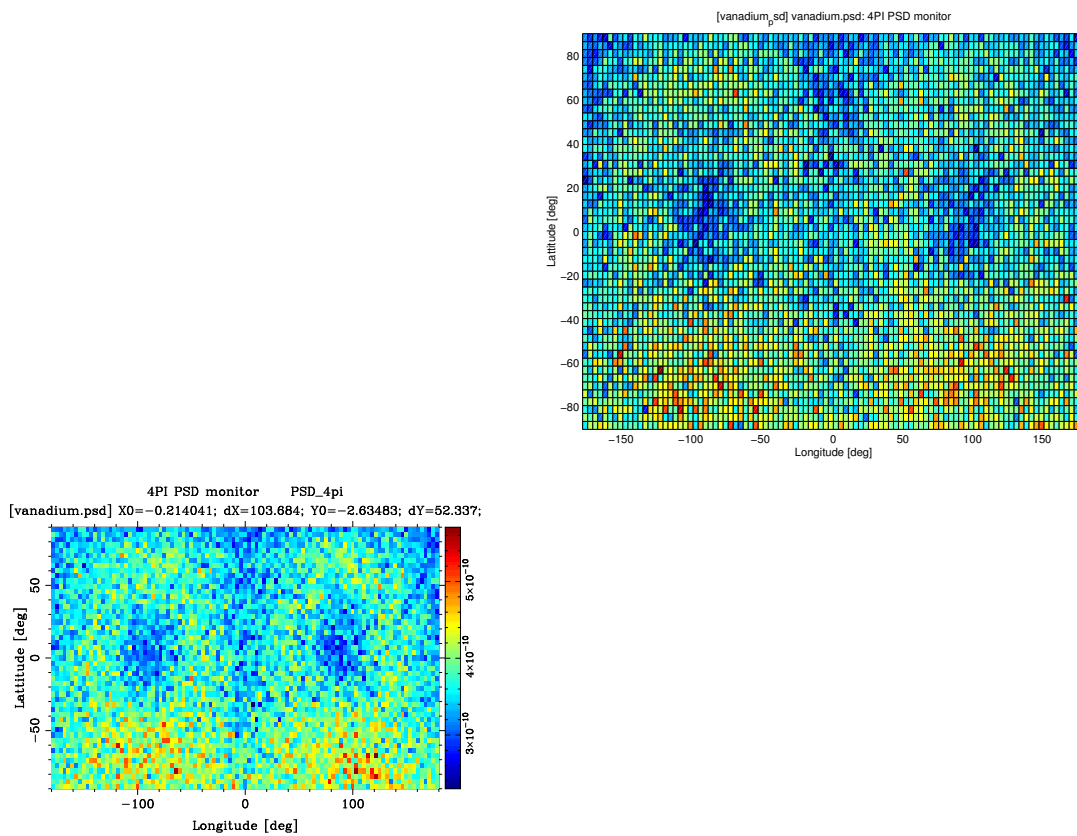 [vanadium_psd] vanadium.psd: 4PI PSD monitor
80
60
40
20
0
−20
−40
−60
−80
Lattitude [deg]
−150 −100 −50 0 50 100 150
Longitude [deg]
4PI PSD monitor PSD_4pi
[vanadium.psd] X0=−0.214041; dX=103.684; Y0=−2.63483; dY=52.337;
50
0
−50
Lattitude [deg]
−100 0 100
Longitude [deg]
5×10⁻¹⁰
4×10⁻¹⁰
3×10⁻¹⁰